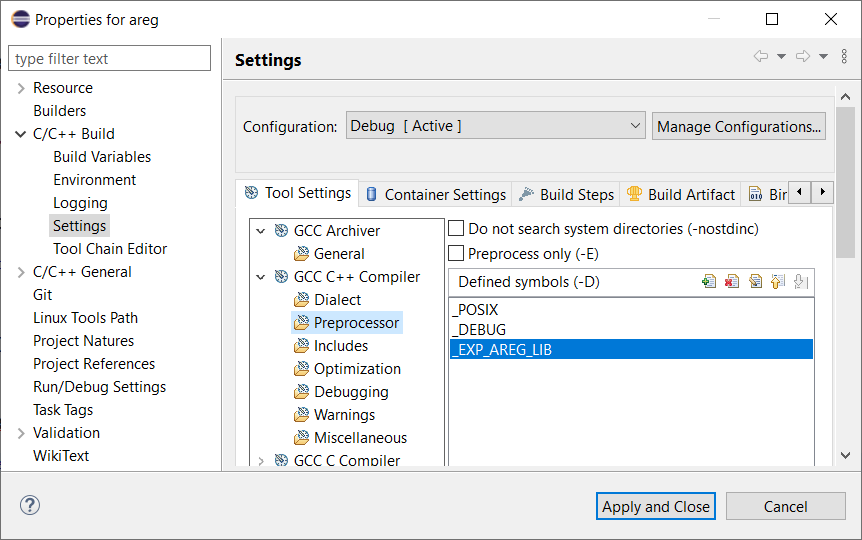 Properties for areg
type filter text
Resource
Builders
C/C++ Build
Build Variables
Environment
Logging
Settings
Tool Chain Editor
C/C++ General
Git
Linux Tools Path
Project Natures
Project References
Run/Debug Settings
Task Tags
Validation
WikiText
Settings
Configuration:
Debug [ Active ]
Manage Configurations...
Tool Settings
Container Settings
Build Steps
Build Artifact
Bin
GCC Archiver
General
GCC C++ Compiler
Dialect
Preprocessor
Includes
Optimization
Debugging
Warnings
Miscellaneous
GCC C Compiler
Do not search system directories (-nostdinc)
Preprocess only (-E)
Defined symbols (-D)
_POSIX
_DEBUG
_EXP_AREG_LIB
Apply and Close
Cancel